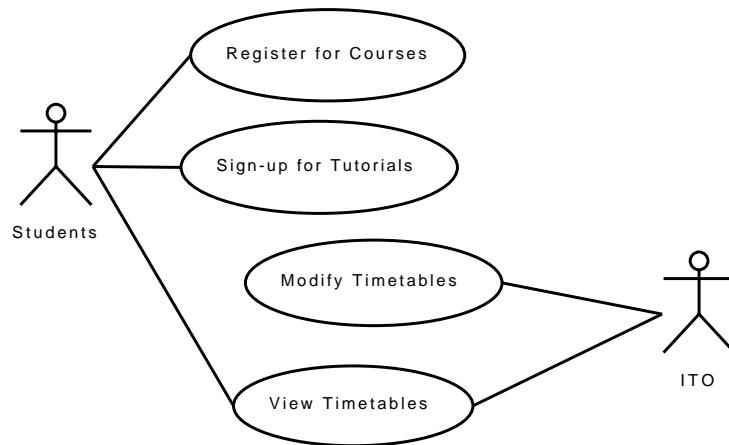 Register for Courses
Sign-up for Tutorials
Students
Modify Timetables
ITO
View Timetables